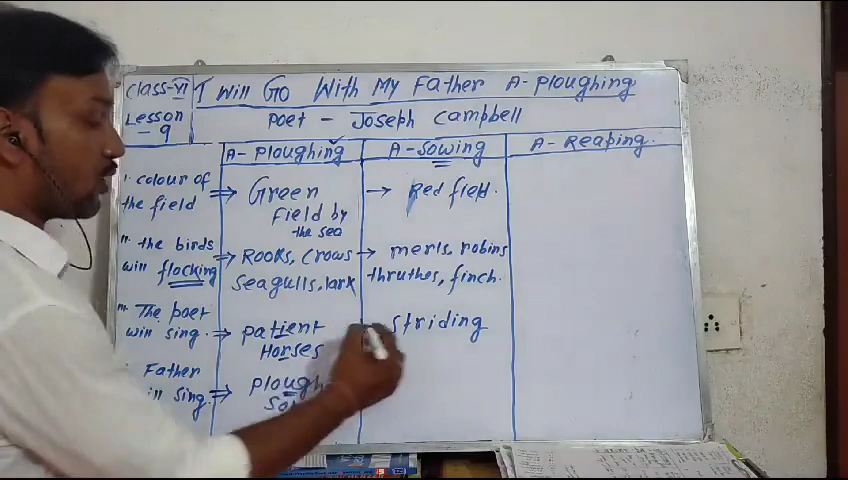 Class-VI
Lesson
- 9
I Will Go With My Father A-Ploughing
Poet - Joseph Campbell
A- Ploughing
A- Sowing
A- Reaping.
i. colour of
the field
Green
Field by
the sea
Red field.
ii. the birds
will flocking
Rooks, Crows
Seagulls, lark
merls, robins
thruthes, finch.
iii. The poet
will sing.
patient
Horses
striding
Father
sing.
plough